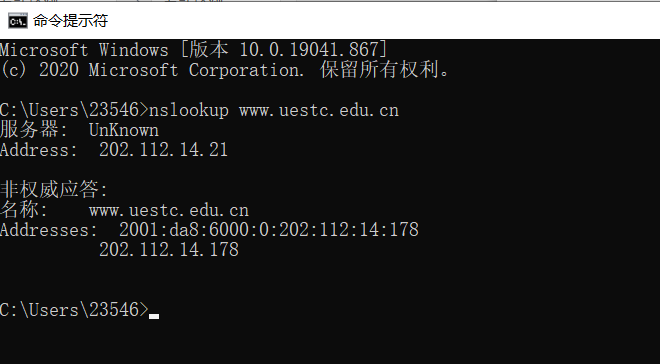 命令提示符
Microsoft Windows [版本 10.0.19041.867]
(c) 2020 Microsoft Corporation. 保留所有权利。
C:\Users\23546>nslookup www.uestc.edu.cn
服务器:  UnKnown
Address:  202.112.14.21
非权威应答:
名称:    www.uestc.edu.cn
Addresses:  2001:da8:6000:0:202:112:14:178
          202.112.14.178
C:\Users\23546>